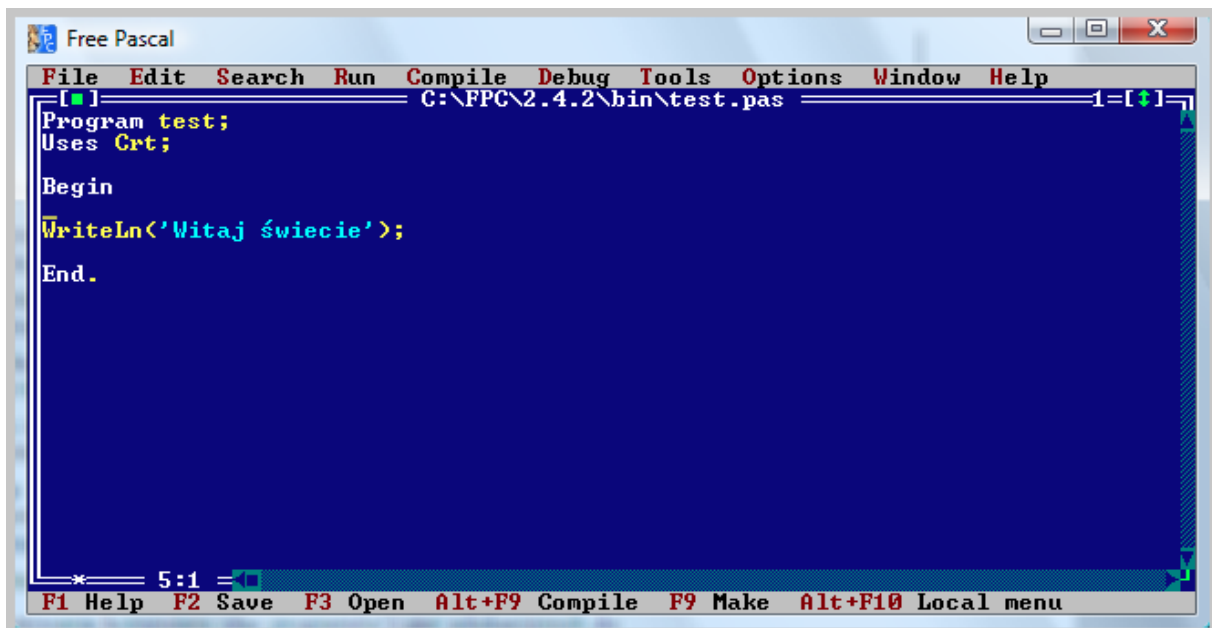 Free Pascal
File Edit Search Run Compile Debug Tools Options Window Help
C:\FPC\2.4.2\bin\test.pas 1=[↕]
Program test;
Uses Crt;
Begin
WriteLn('Witaj świecie');
End.
* 5:1
F1 Help F2 Save F3 Open Alt+F9 Compile F9 Make Alt+F10 Local menu